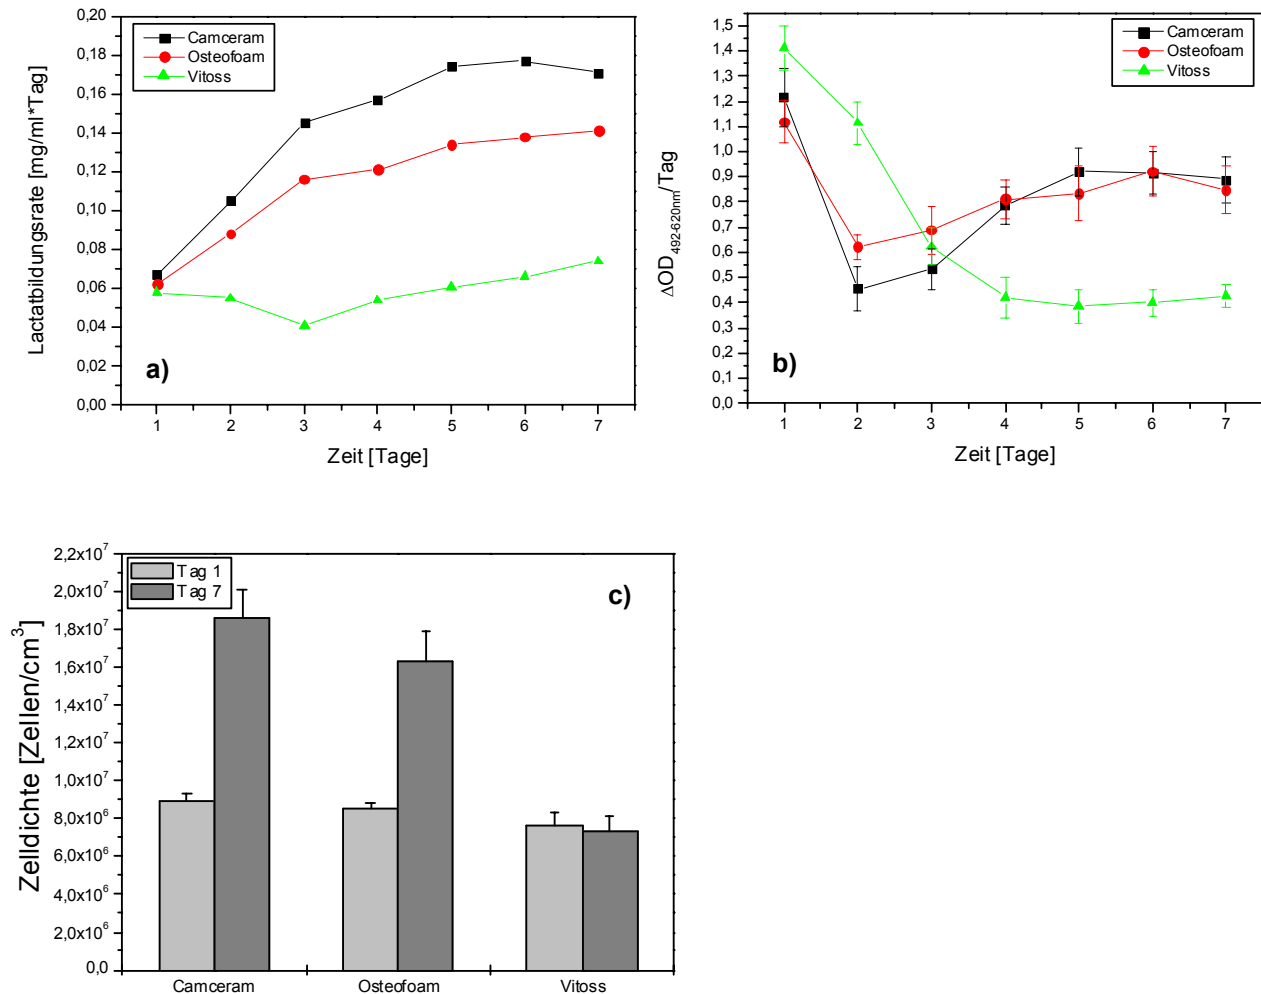 0,20
0,18
0,16
0,14
0,12
0,10
0,08
0,06
0,04
0,02
0,00
Lactatbildungsrate [mg/ml*Tag]
Camceram
Osteofoam
Vitoss
a)
1 2 3 4 5 6 7
Zeit [Tage]
1,5
1,4
1,3
1,2
1,1
1,0
0,9
0,8
0,7
0,6
0,5
0,4
0,3
0,2
0,1
0,0
ΔOD492-620nm/Tag
Camceram
Osteofoam
Vitoss
b)
1 2 3 4 5 6 7
Zeit [Tage]
2,2x10^7
2,0x10^7
1,8x10^7
1,6x10^7
1,4x10^7
1,2x10^7
1,0x10^7
8,0x10^6
6,0x10^6
4,0x10^6
2,0x10^6
0,0
Zelldichte [Zellen/cm^3]
Tag 1
Tag 7
c)
Camceram Osteofoam Vitoss